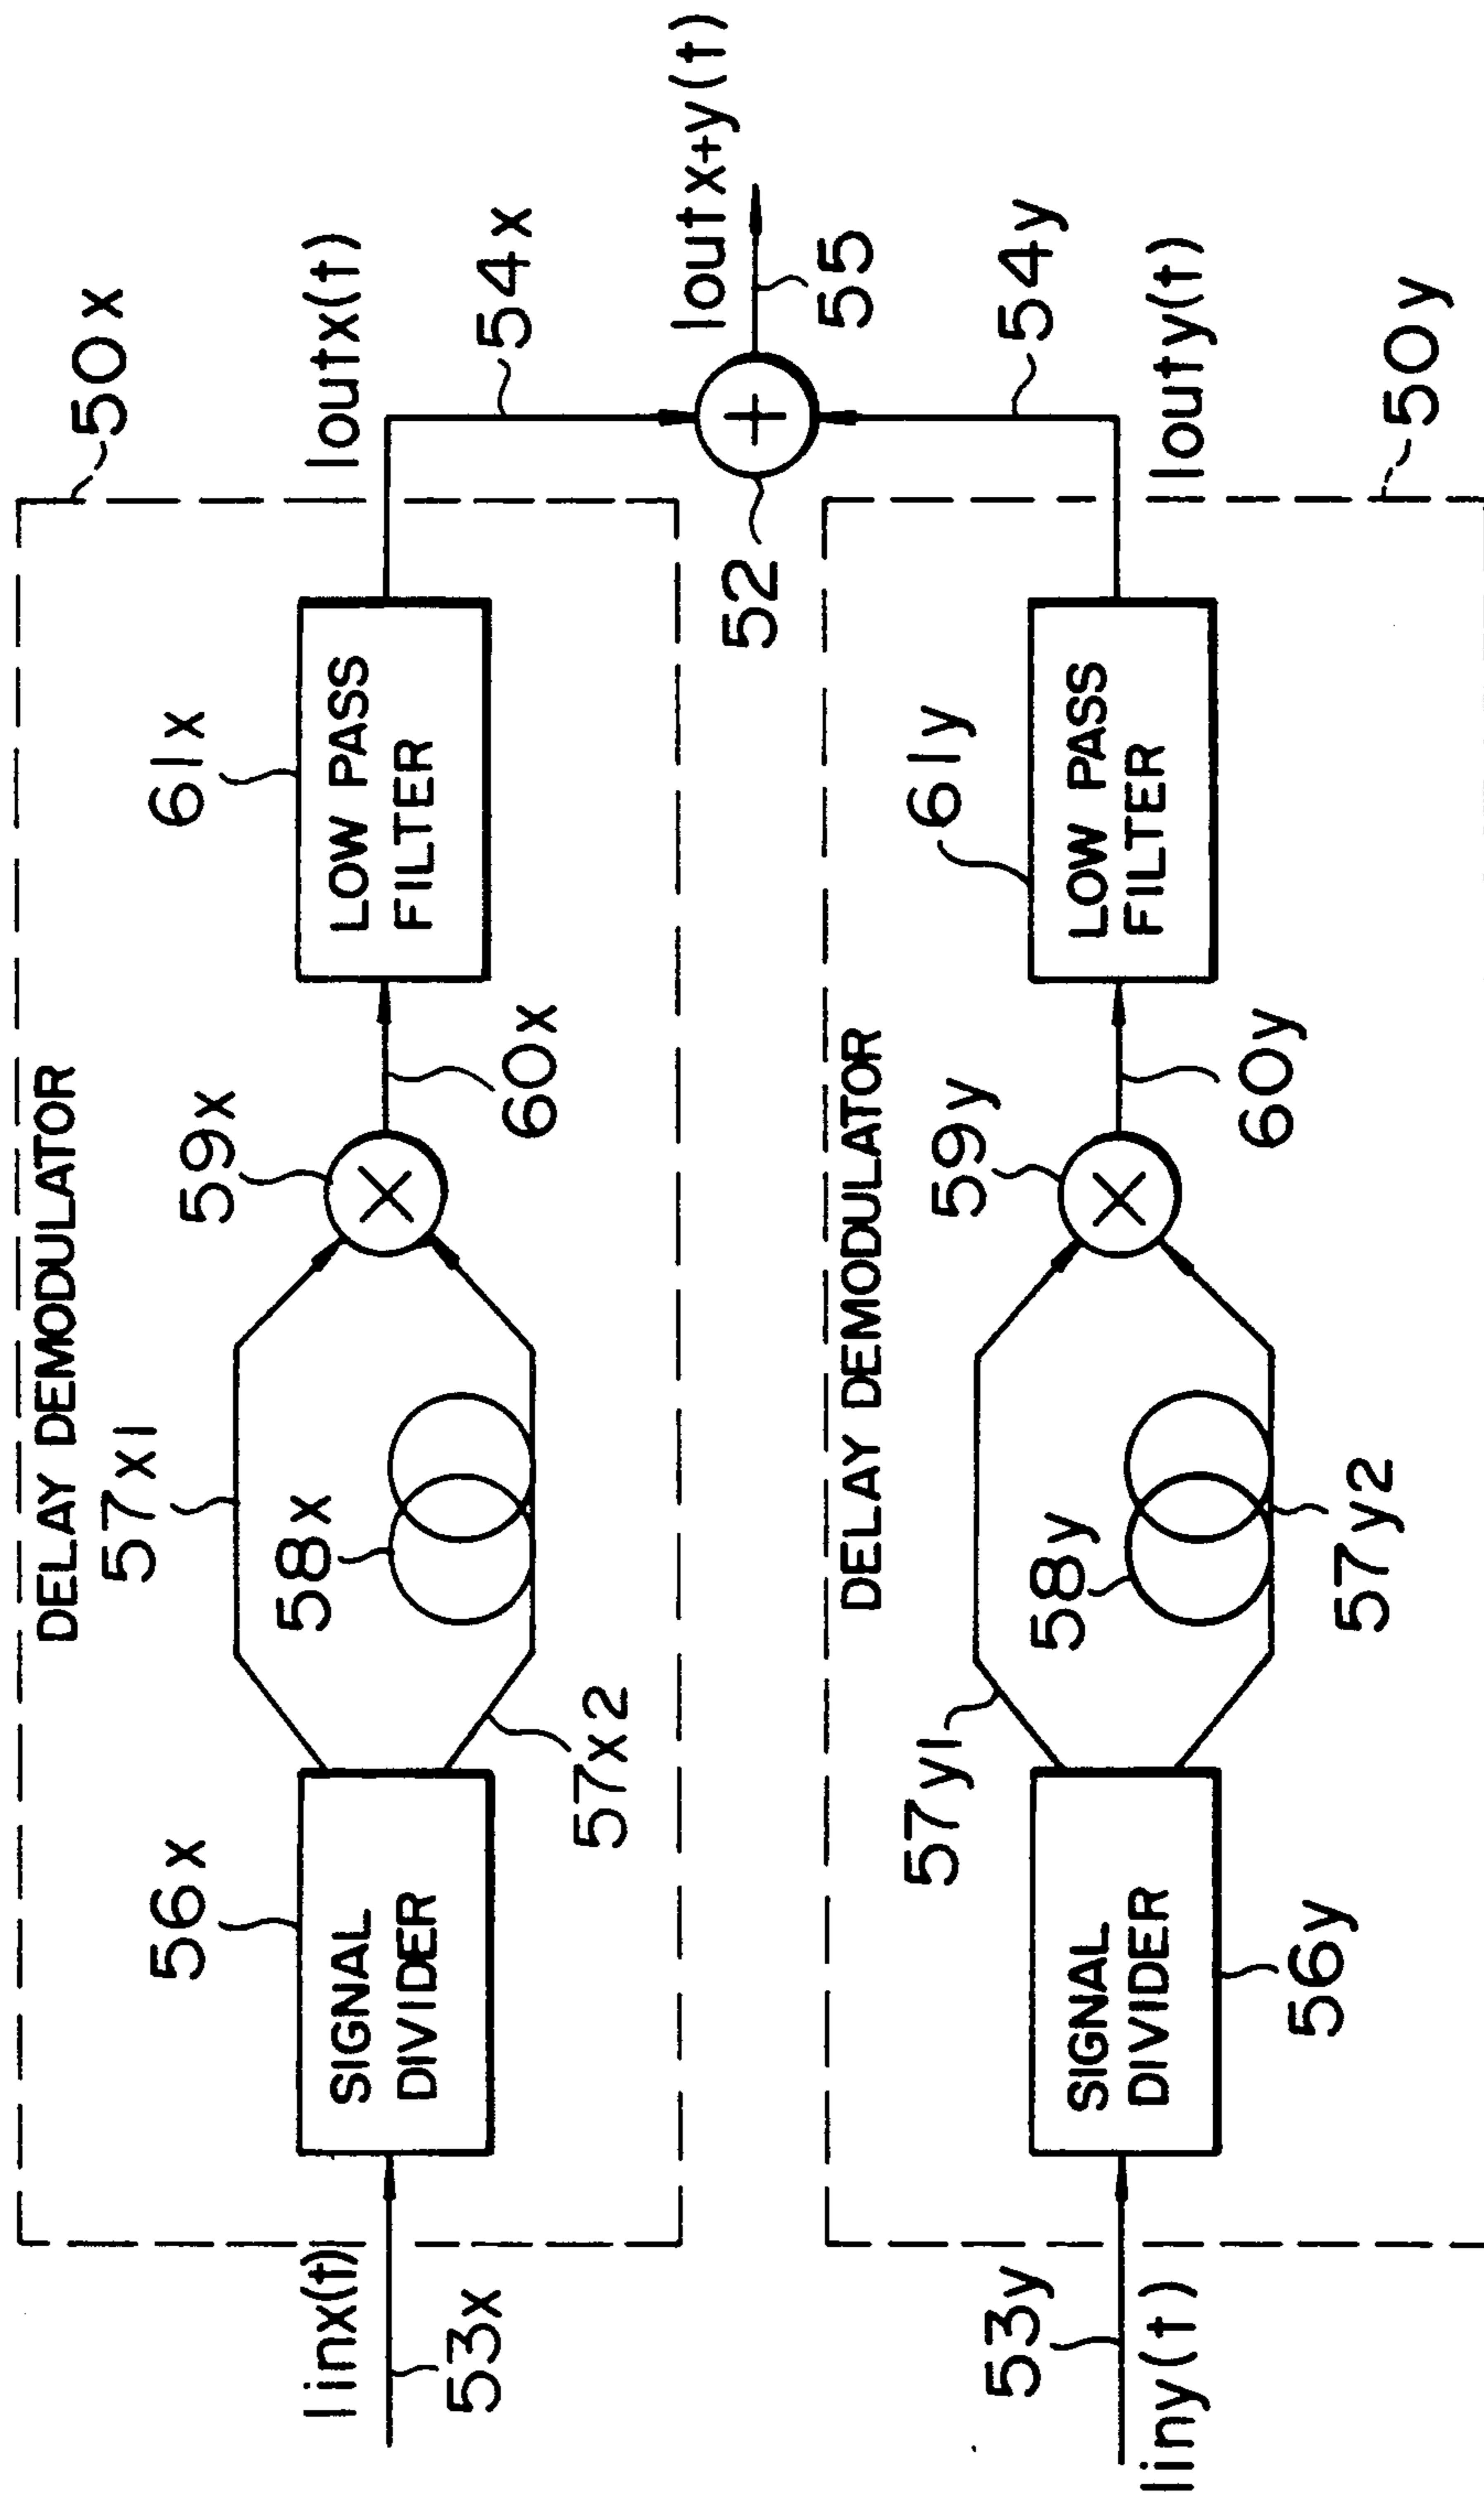 DELAY DEMODULATOR
50x
Iinx(t)
53x
56x
SIGNAL
DIVIDER
57x1
57x2
58x
59x
60x
61x
LOW PASS
FILTER
Ioutx(t)
54x
52
Ioutx+y(t)
55
54y
Iouty(t)
50y
DELAY DEMODULATOR
53y
Iiny(t)
SIGNAL
DIVIDER
56y
57y1
58y
57y2
59y
60y
61y
LOW PASS
FILTER